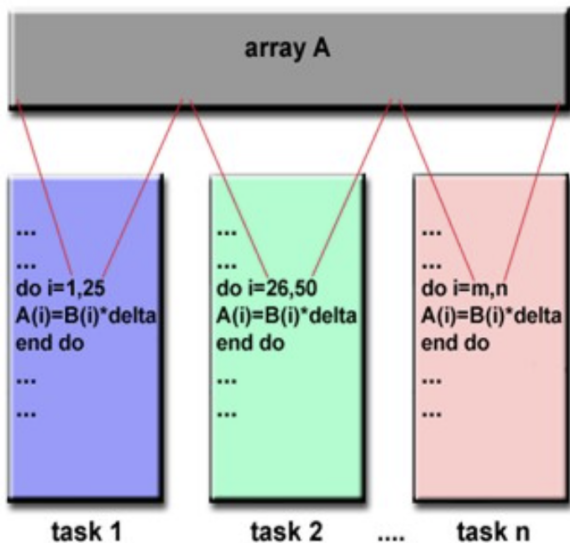 array A
...
...
do i=1,25
A(i)=B(i)*delta
end do
...
...
...
...
do i=26,50
A(i)=B(i)*delta
end do
...
...
...
...
do i=m,n
A(i)=B(i)*delta
end do
...
...
task 1
task 2
....
task n